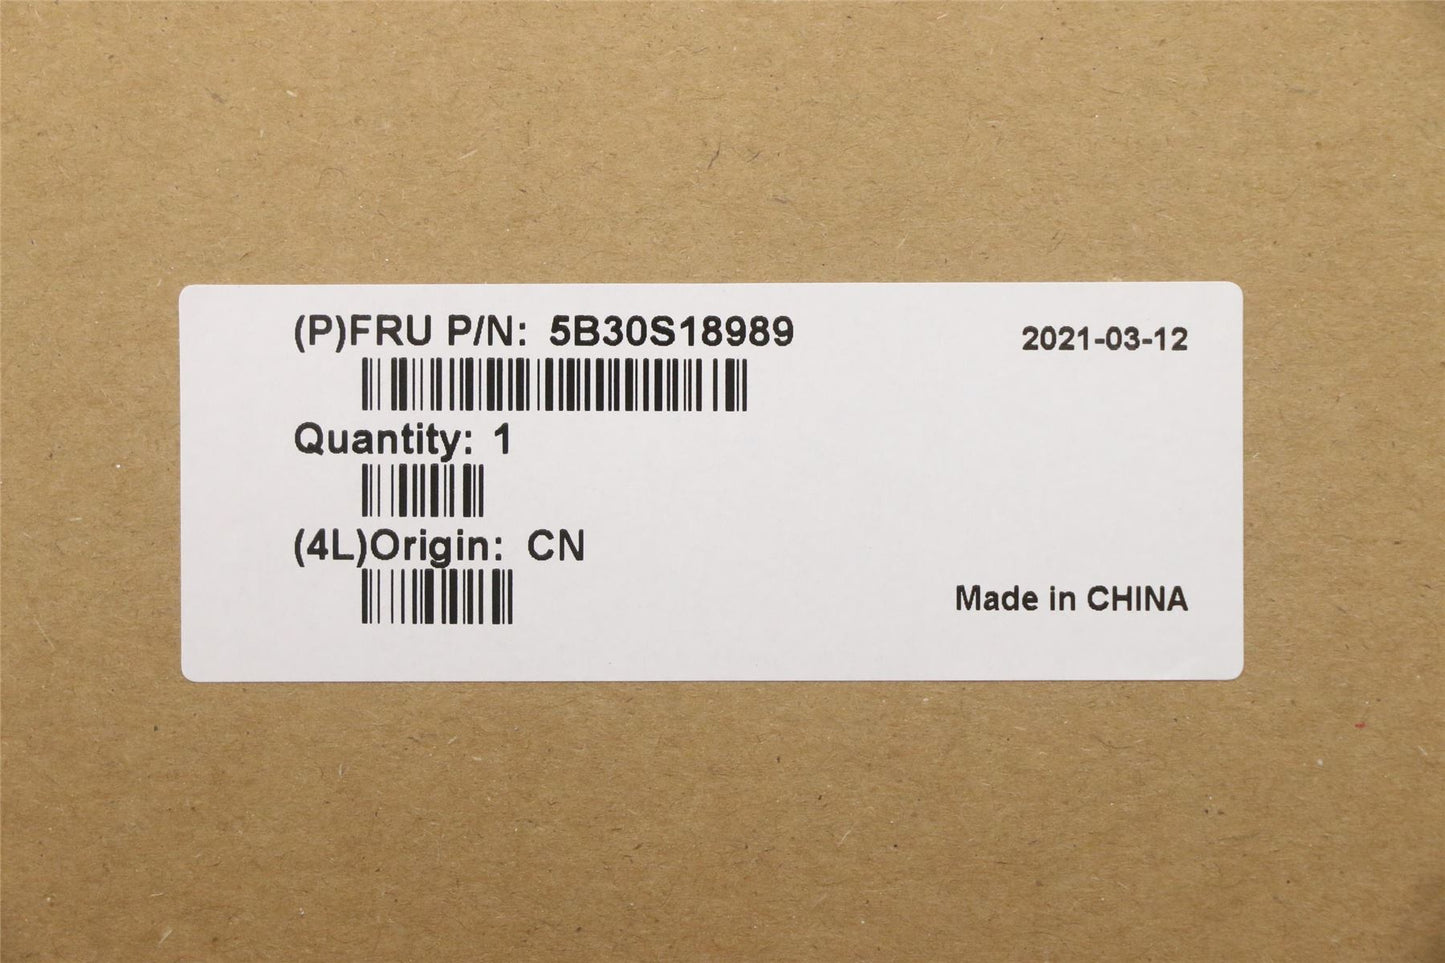 (P)FRU P/N: 5B30S18989
2021-03-12
Quantity: 1
(4L)Origin: CN
Made in CHINA